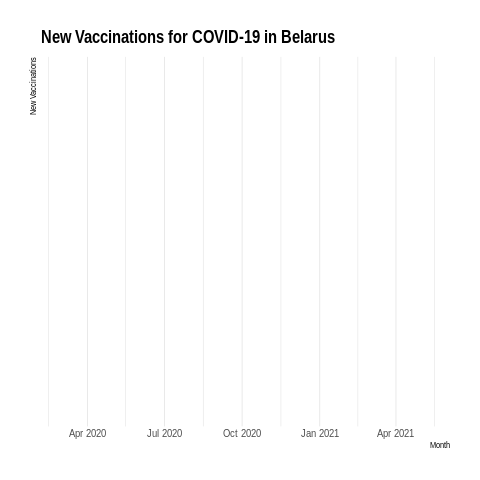 New Vaccinations for COVID-19 in Belarus
New Vaccinations
Apr 2020 Jul 2020 Oct 2020 Jan 2021 Apr 2021
Month